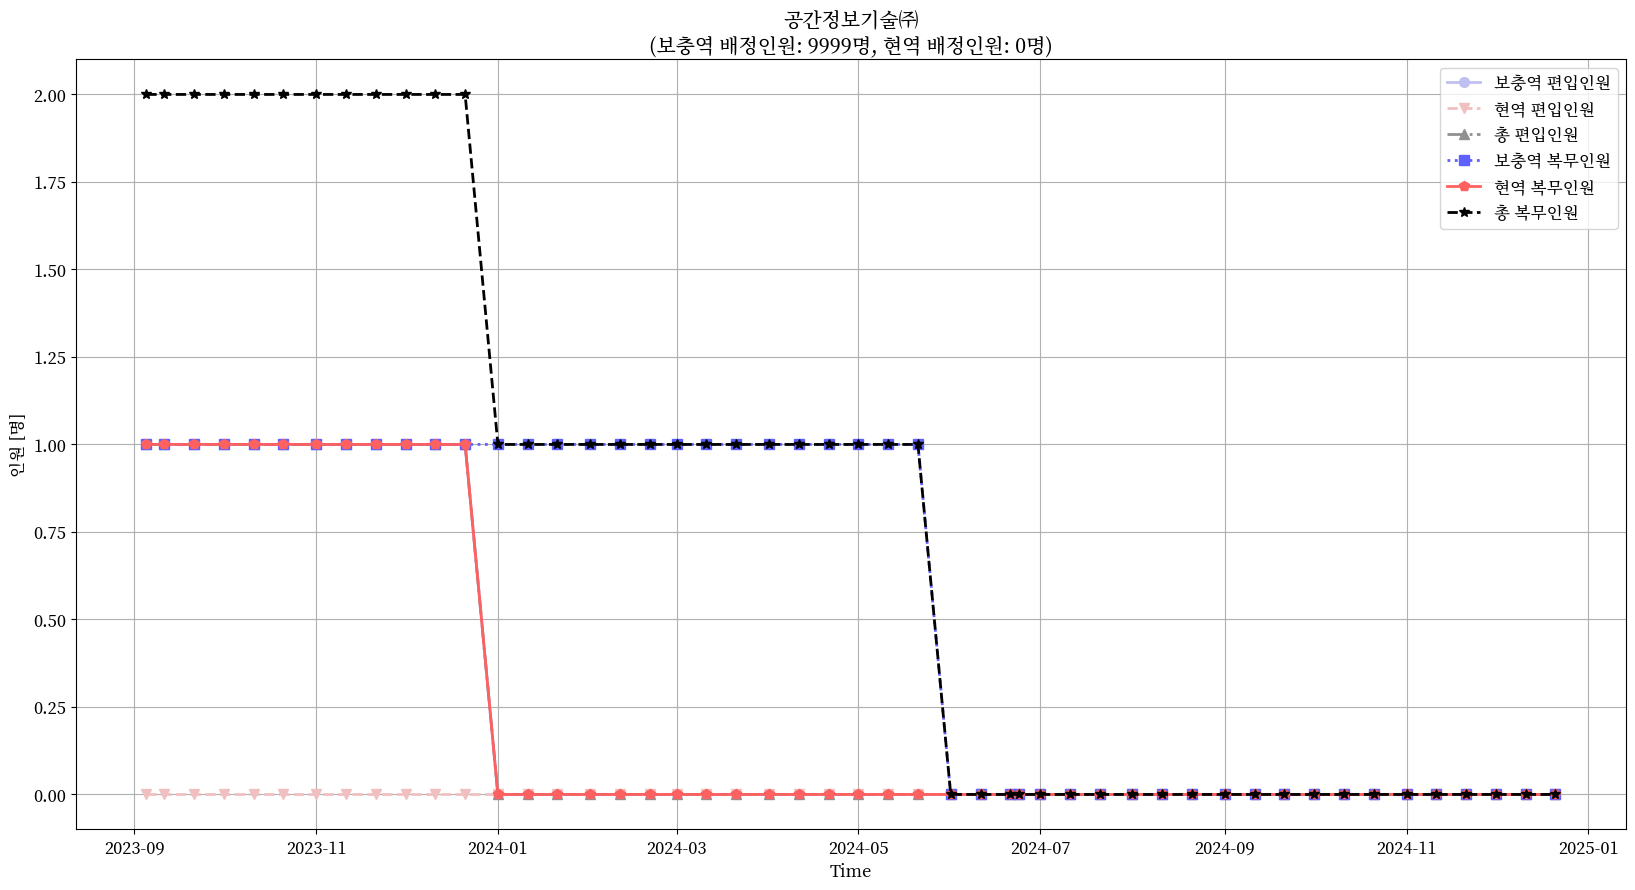 공간정보기술㈜
(보충역 배정인원: 9999명, 현역 배정인원: 0명)
보충역 편입인원
현역 편입인원
총 편입인원
보충역 복무인원
현역 복무인원
총 복무인원
인원 [명]
2.00
1.75
1.50
1.25
1.00
0.75
0.50
0.25
0.00
2023-09
2023-11
2024-01
2024-03
2024-05
2024-07
2024-09
2024-11
2025-01
Time